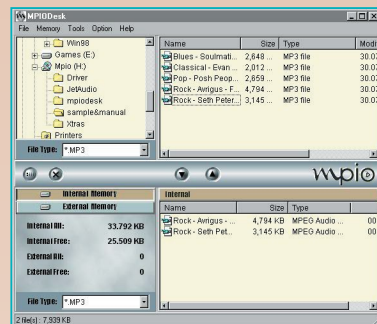 MPIODesk
File Memory Tools Option Help
Win98
Games (E:)
Mpio (H:)
Driver
JetAudio
mpiodesk
sample&manual
Xtras
Printers
File Type: *.MP3
Name Size Type Modi
Blues - Soulmati... 2,648 ... MP3 file 30.07
Classical - Evan ... 2,012 ... MP3 file 30.07
Pop - Posh Peop... 2,659 ... MP3 file 30.07
Rock - Avrigus - F... 4,794 ... MP3 file 30.07
Rock - Seth Peter... 3,145 ... MP3 file 30.07
mpio
Internal Memory
External Memory
Internal All: 33.792 KB
Internal Free: 25.509 KB
External All: 0
External Free: 0
File Type: *.MP3
Internal
Name Size Type
Rock - Avrigus - ... 4,794 KB MPEG Audio ... 00
Rock - Seth Pet... 3,145 KB MPEG Audio ... 00
2 file(s) : 7,939 KB